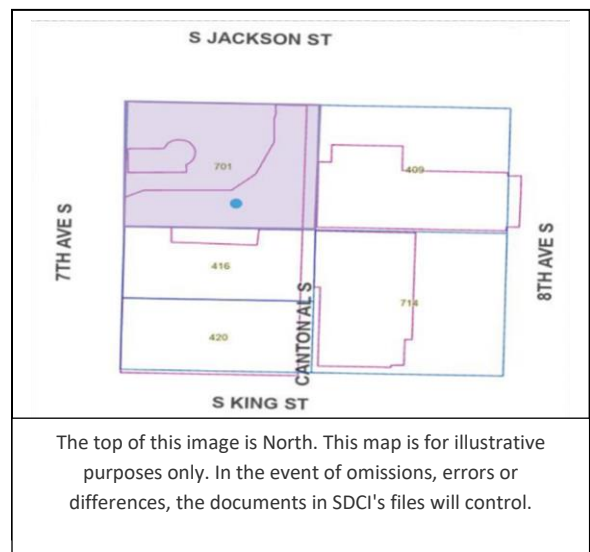 S JACKSON ST
701
409
7TH AVE S
8TH AVE S
416
714
420
CANTON AL S
S KING ST
The top of this image is North. This map is for illustrative
purposes only. In the event of omissions, errors or
differences, the documents in SDCI's files will control.